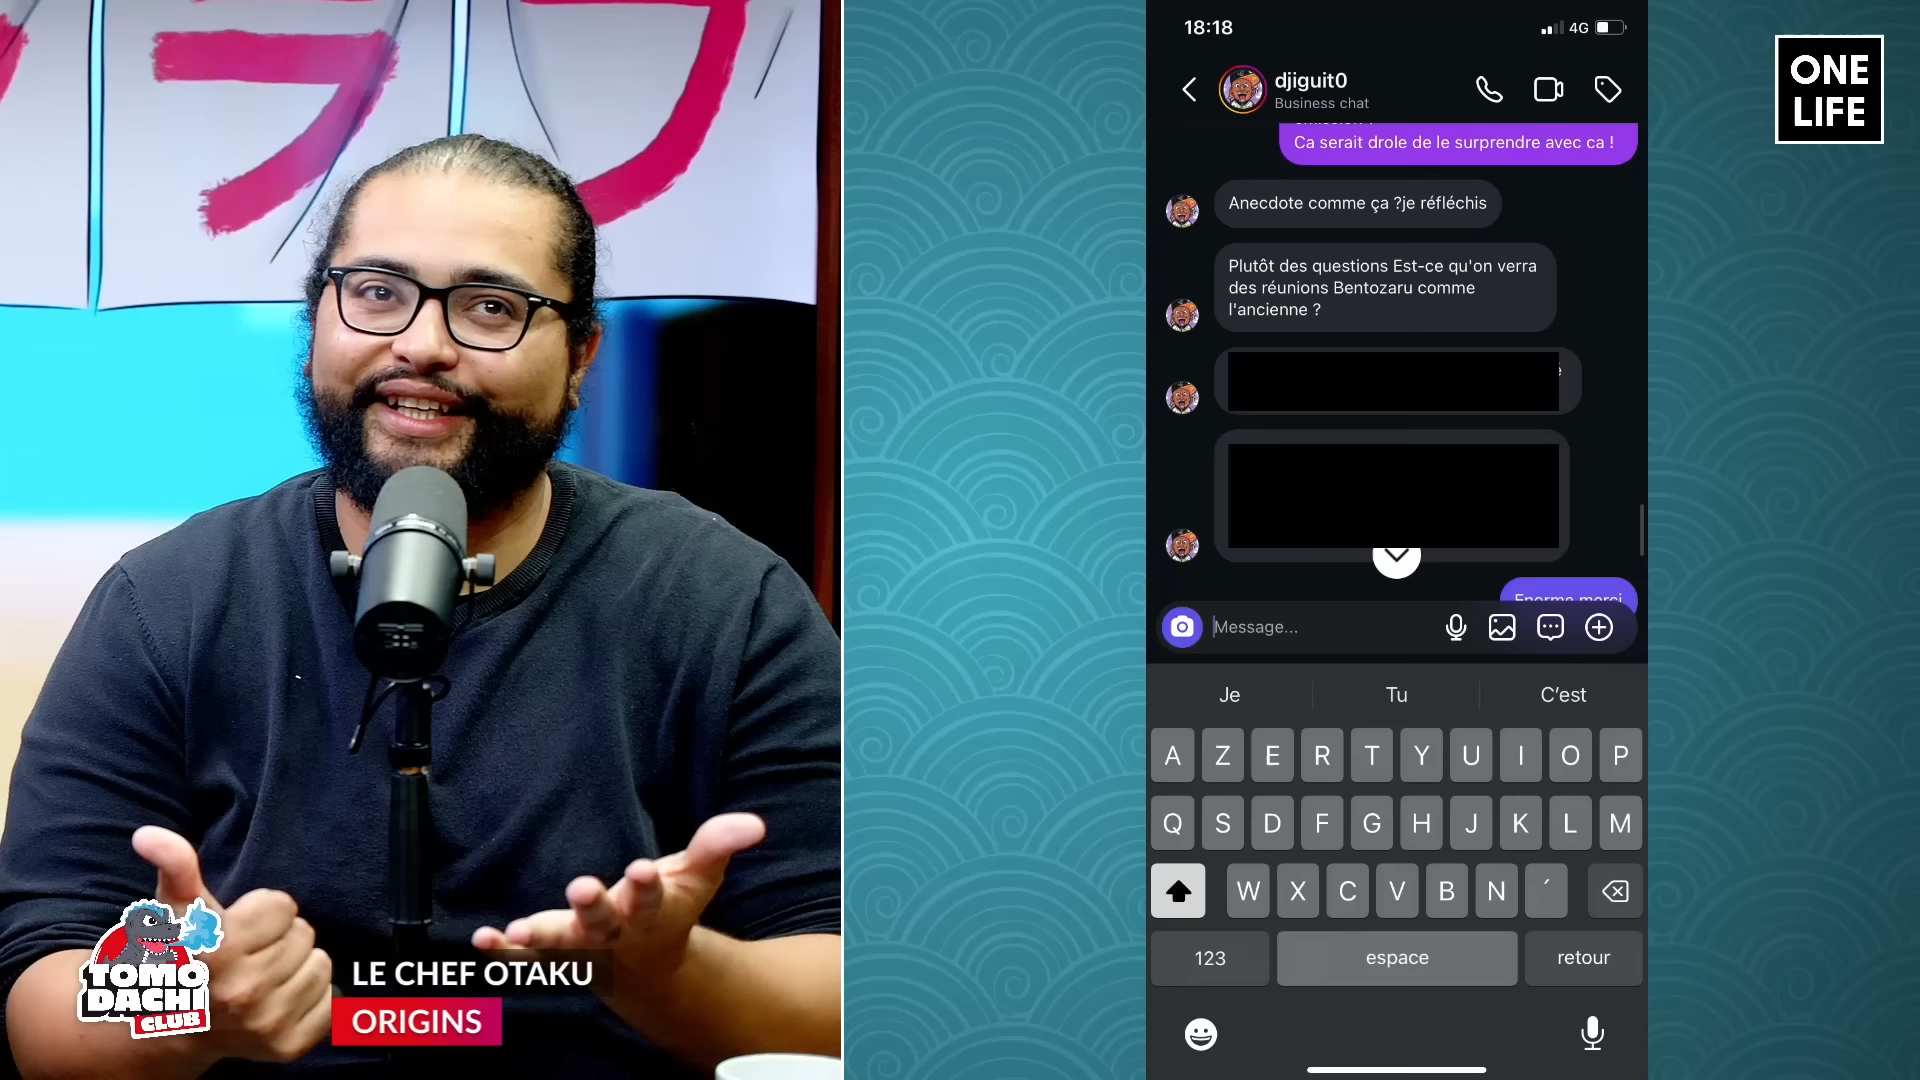 TOMO
DACHI
CLUB
LE CHEF OTAKU
ORIGINS
18:18
4G
djiguit0
Business chat
Ca serait drole de le surprendre avec ca !
Anecdote comme ça ?je réfléchis
Plutôt des questions Est-ce qu'on verra
des réunions Bentozaru comme
l'ancienne ?
Enorme merci
Message...
Je Tu C'est
A Z E R T Y U I O P
Q S D F G H J K L M
W X C V B N ´
123 espace retour
ONE
LIFE